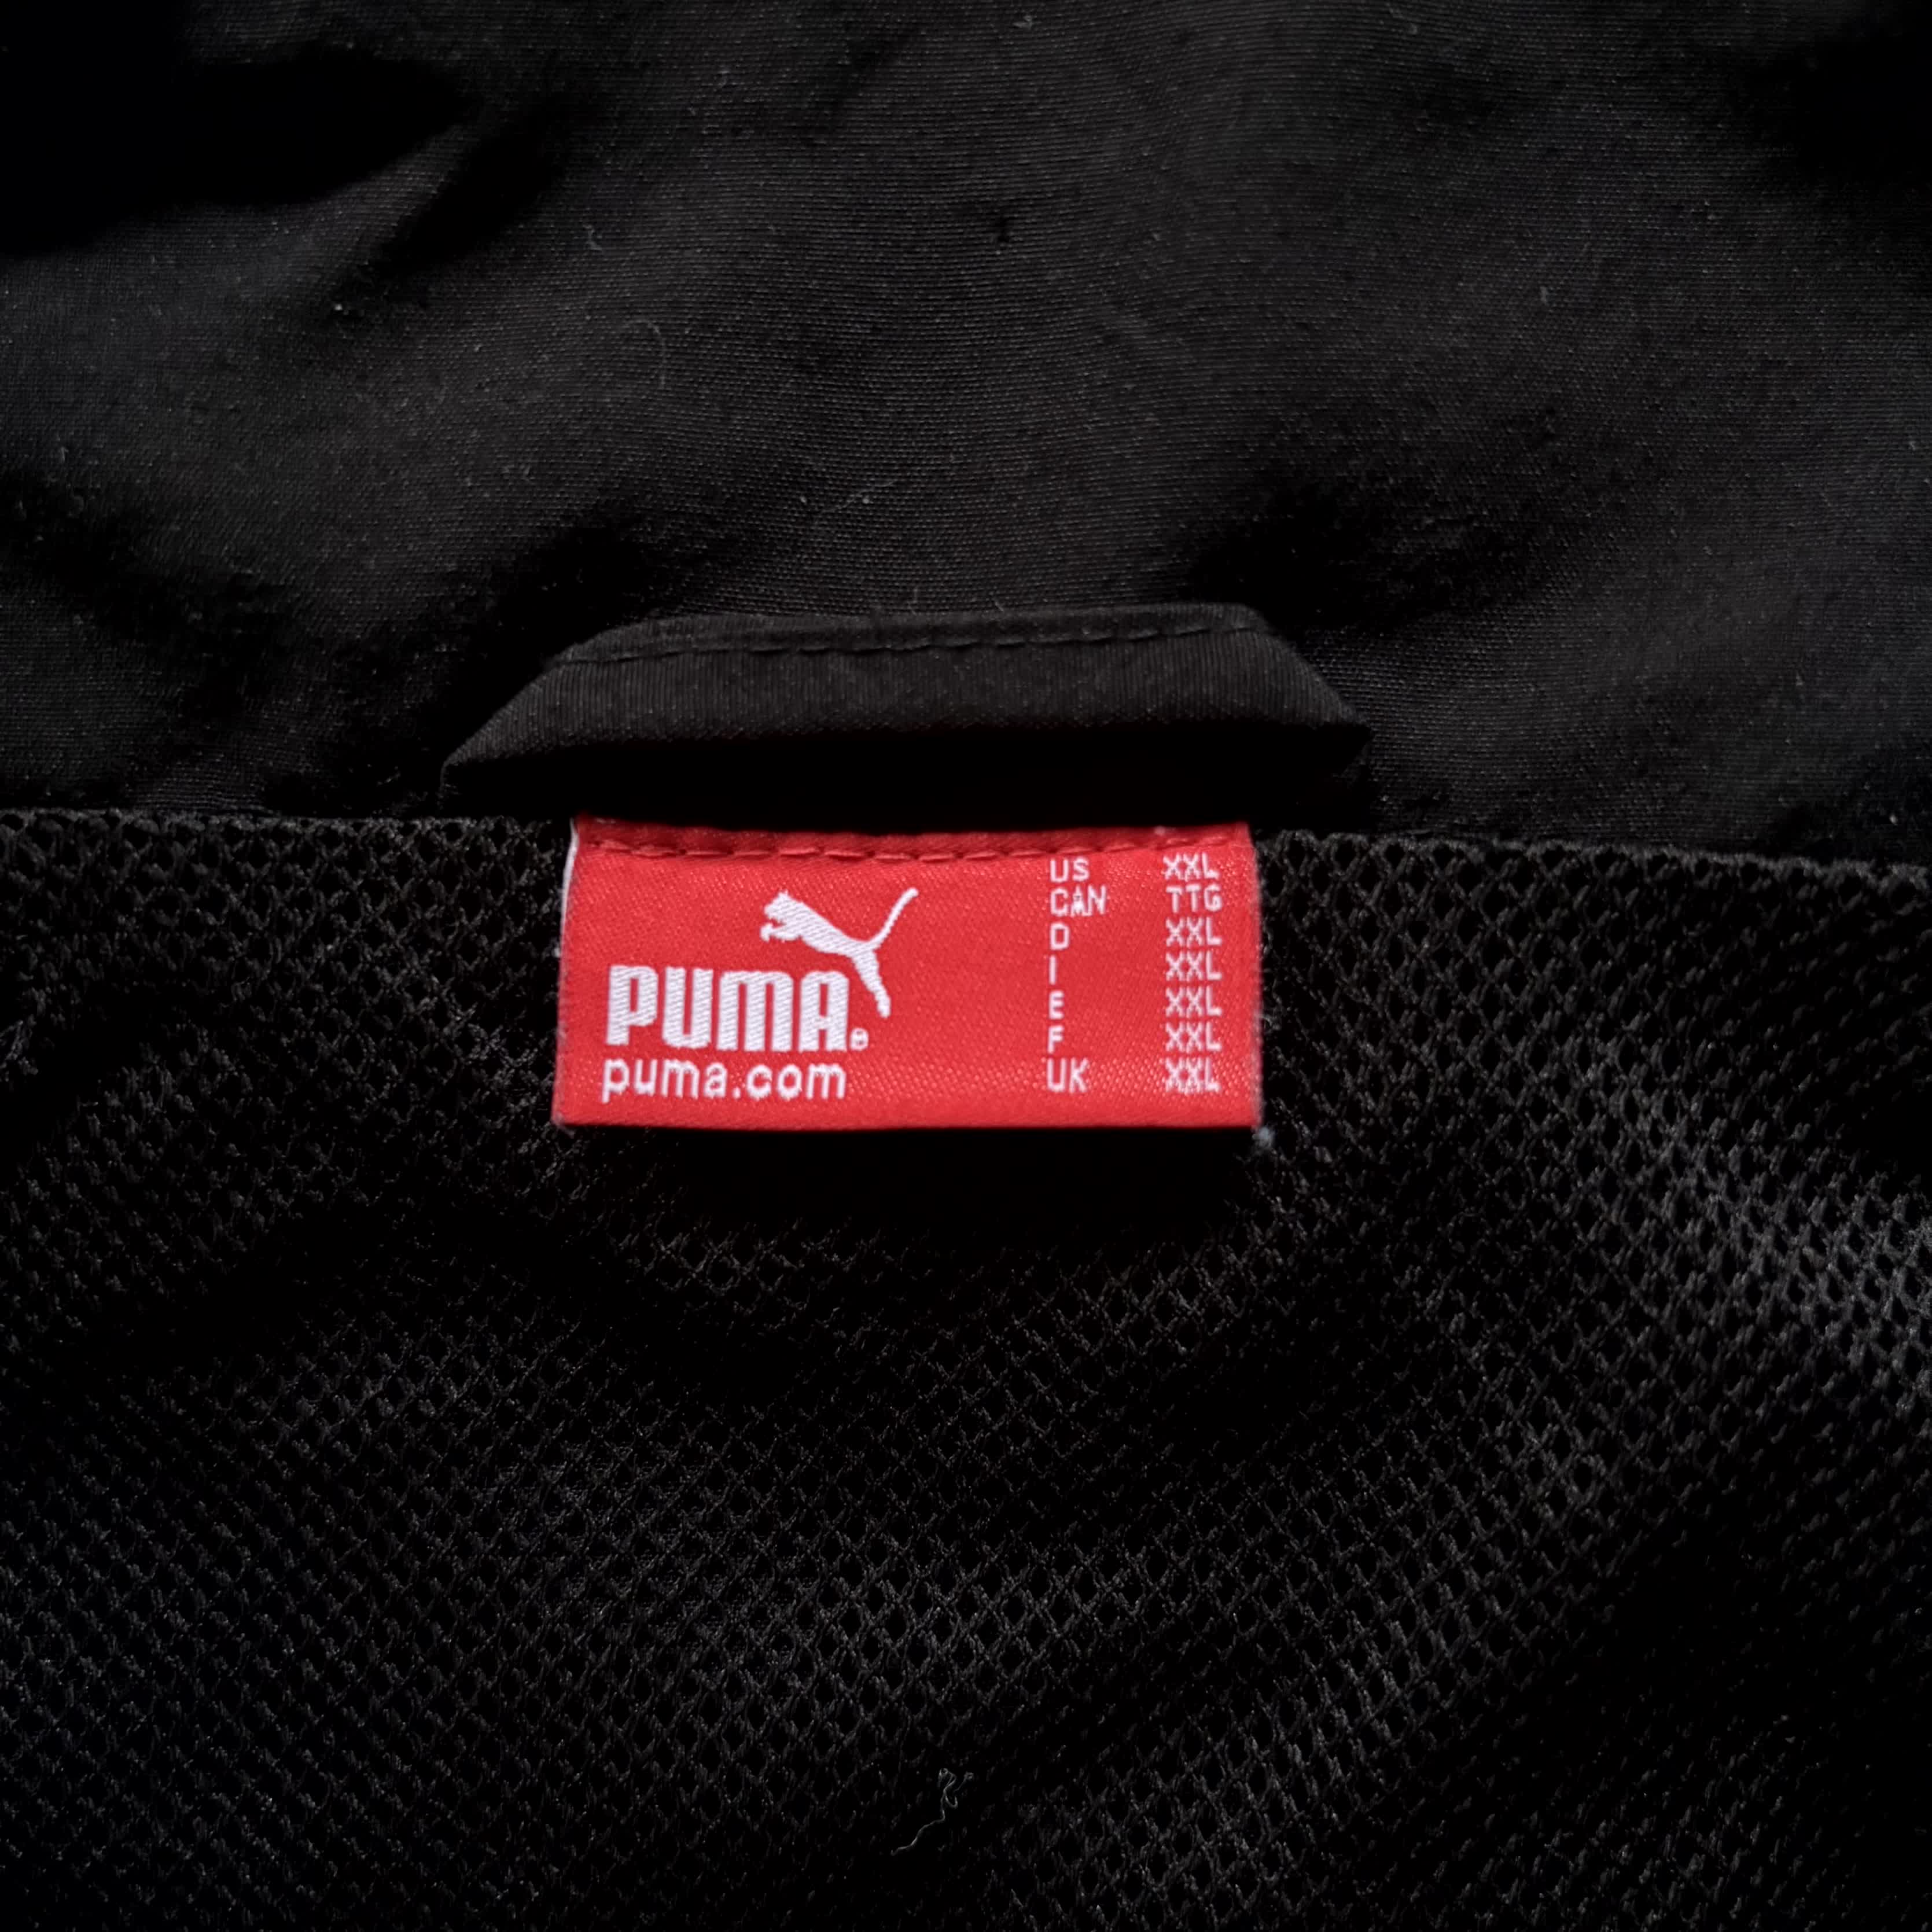 PUMA®
puma.com
US XXL
CAN TTG
D XXL
I XXL
E XXL
F XXL
UK XXL